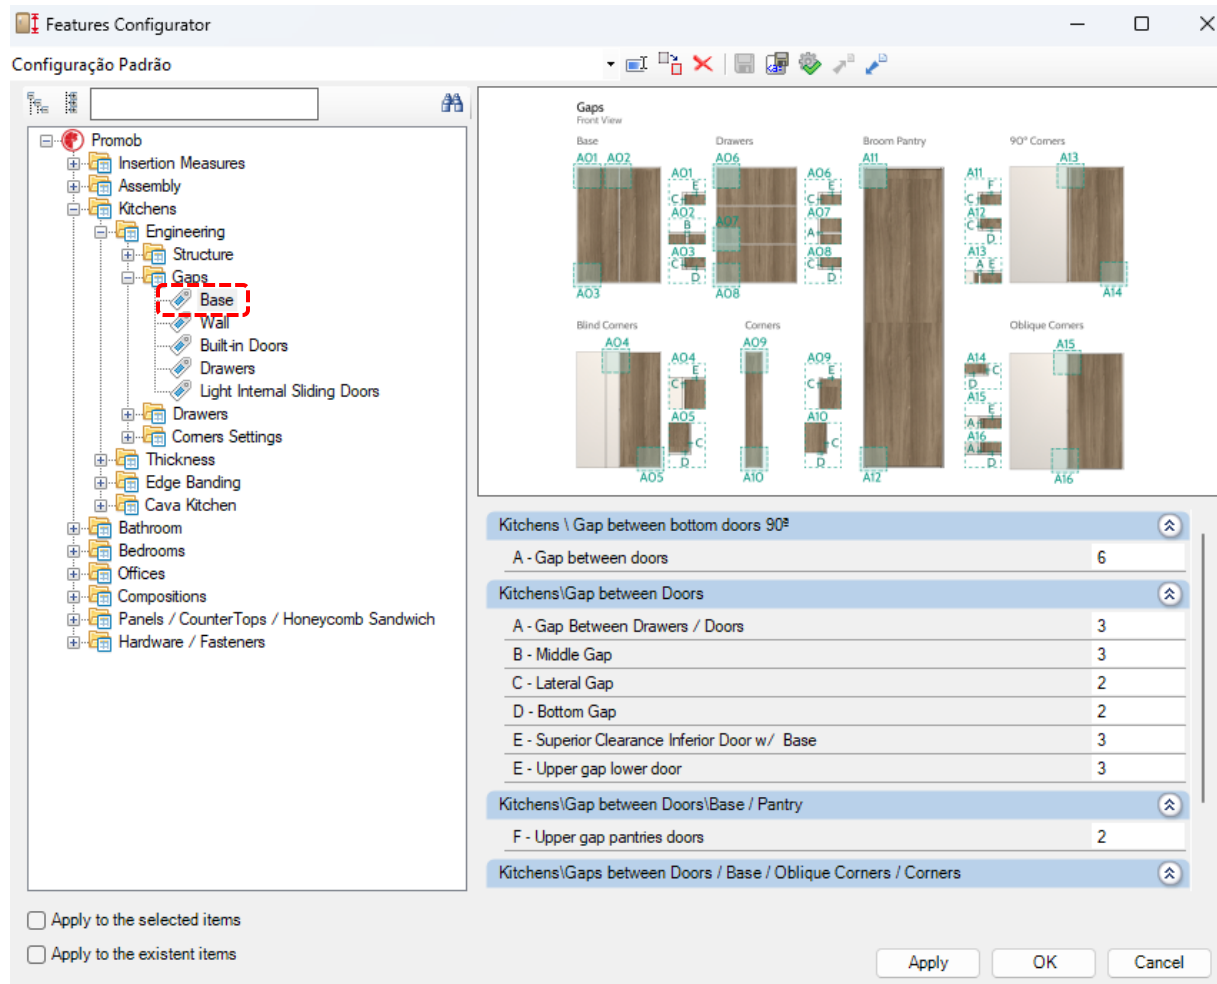 Features Configurator
Configuração Padrão
Promob
Insertion Measures
Assembly
Kitchens
Engineering
Structure
Gaps
Base
Wall
Built-in Doors
Drawers
Light Internal Sliding Doors
Drawers
Corners Settings
Thickness
Edge Banding
Cava Kitchen
Bathroom
Bedrooms
Offices
Compositions
Panels / CounterTops / Honeycomb Sandwich
Hardware / Fasteners
Gaps
Front View
Base
A01 A02
A03
A01
E
C
A02
B
A03
C
D
Drawers
A06
A07
A08
A06
E
C
A07
A
A08
C
D
Broom Pantry
A11
A12
A11
F
C
A12
C
D
A13
A E
90° Corners
A13
A14
Blind Corners
A04
A05
A04
E
C
A05
C
D
Corners
A09
A10
A09
E
C
A10
C
D
A14
C
D
A15
E
A
A16
A
D
Oblique Corners
A15
A16
Kitchens \ Gap between bottom doors 90ª
A - Gap between doors 6
Kitchens\Gap between Doors
A - Gap Between Drawers / Doors 3
B - Middle Gap 3
C - Lateral Gap 2
D - Bottom Gap 2
E - Superior Clearance Inferior Door w/ Base 3
E - Upper gap lower door 3
Kitchens\Gap between Doors\Base / Pantry
F - Upper gap pantries doors 2
Kitchens\Gaps between Doors / Base / Oblique Corners / Corners
Apply to the selected items
Apply to the existent items
Apply OK Cancel